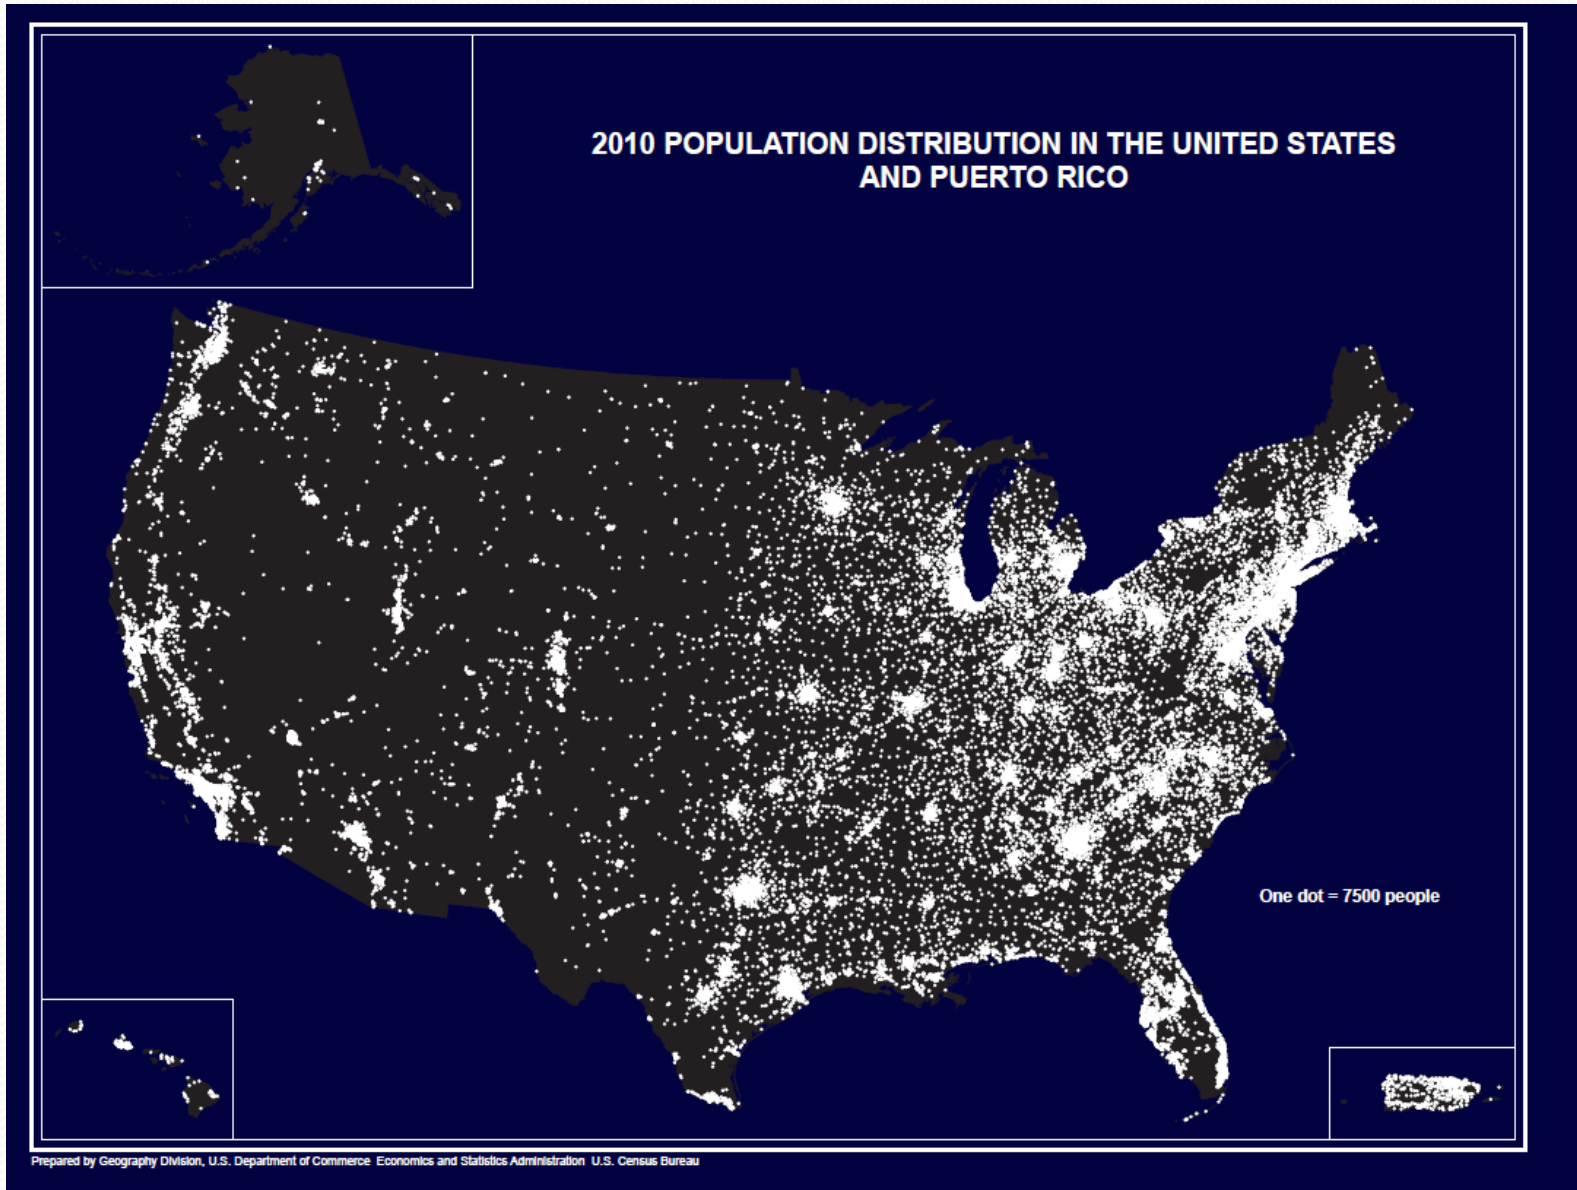 2010 POPULATION DISTRIBUTION IN THE UNITED STATES
AND PUERTO RICO
One dot = 7500 people
Prepared by Geography Division, U.S. Department of Commerce Economics and Statistics Administration U.S. Census Bureau